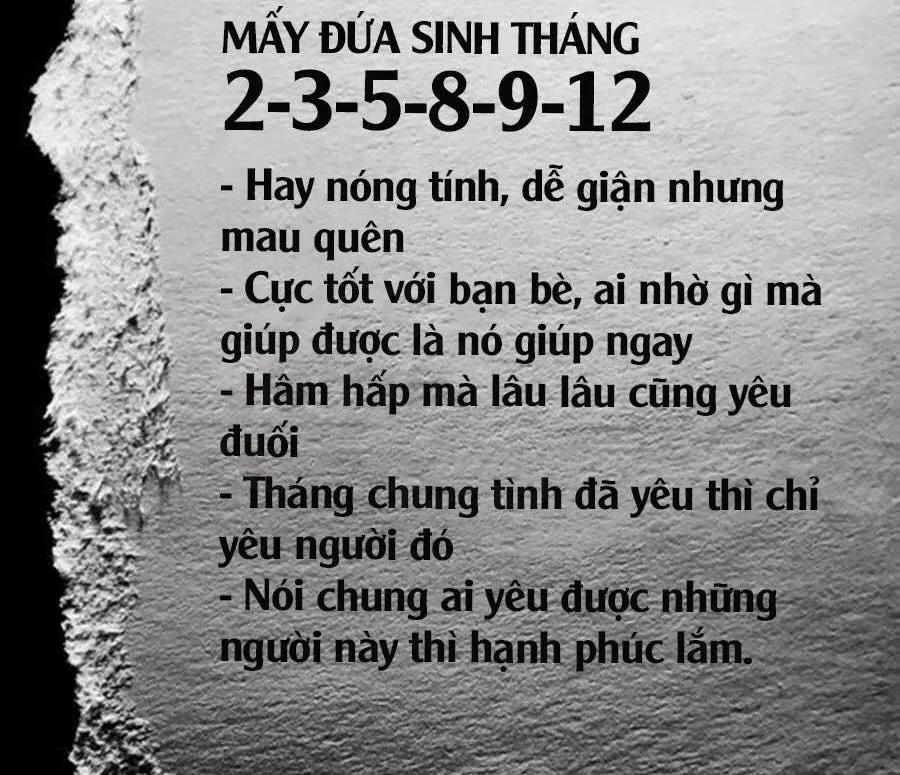 MẤY ĐỨA SINH THÁNG
2-3-5-8-9-12
- Hay nóng tính, dễ giận nhưng
mau quên
- Cực tốt với bạn bè, ai nhờ gì mà
giúp được là nó giúp ngay
- Hâm hấp mà lâu lâu cũng yêu
đuối
- Tháng chung tình đã yêu thì chỉ
yêu người đó
- Nói chung ai yêu được những
người này thì hạnh phúc lắm.